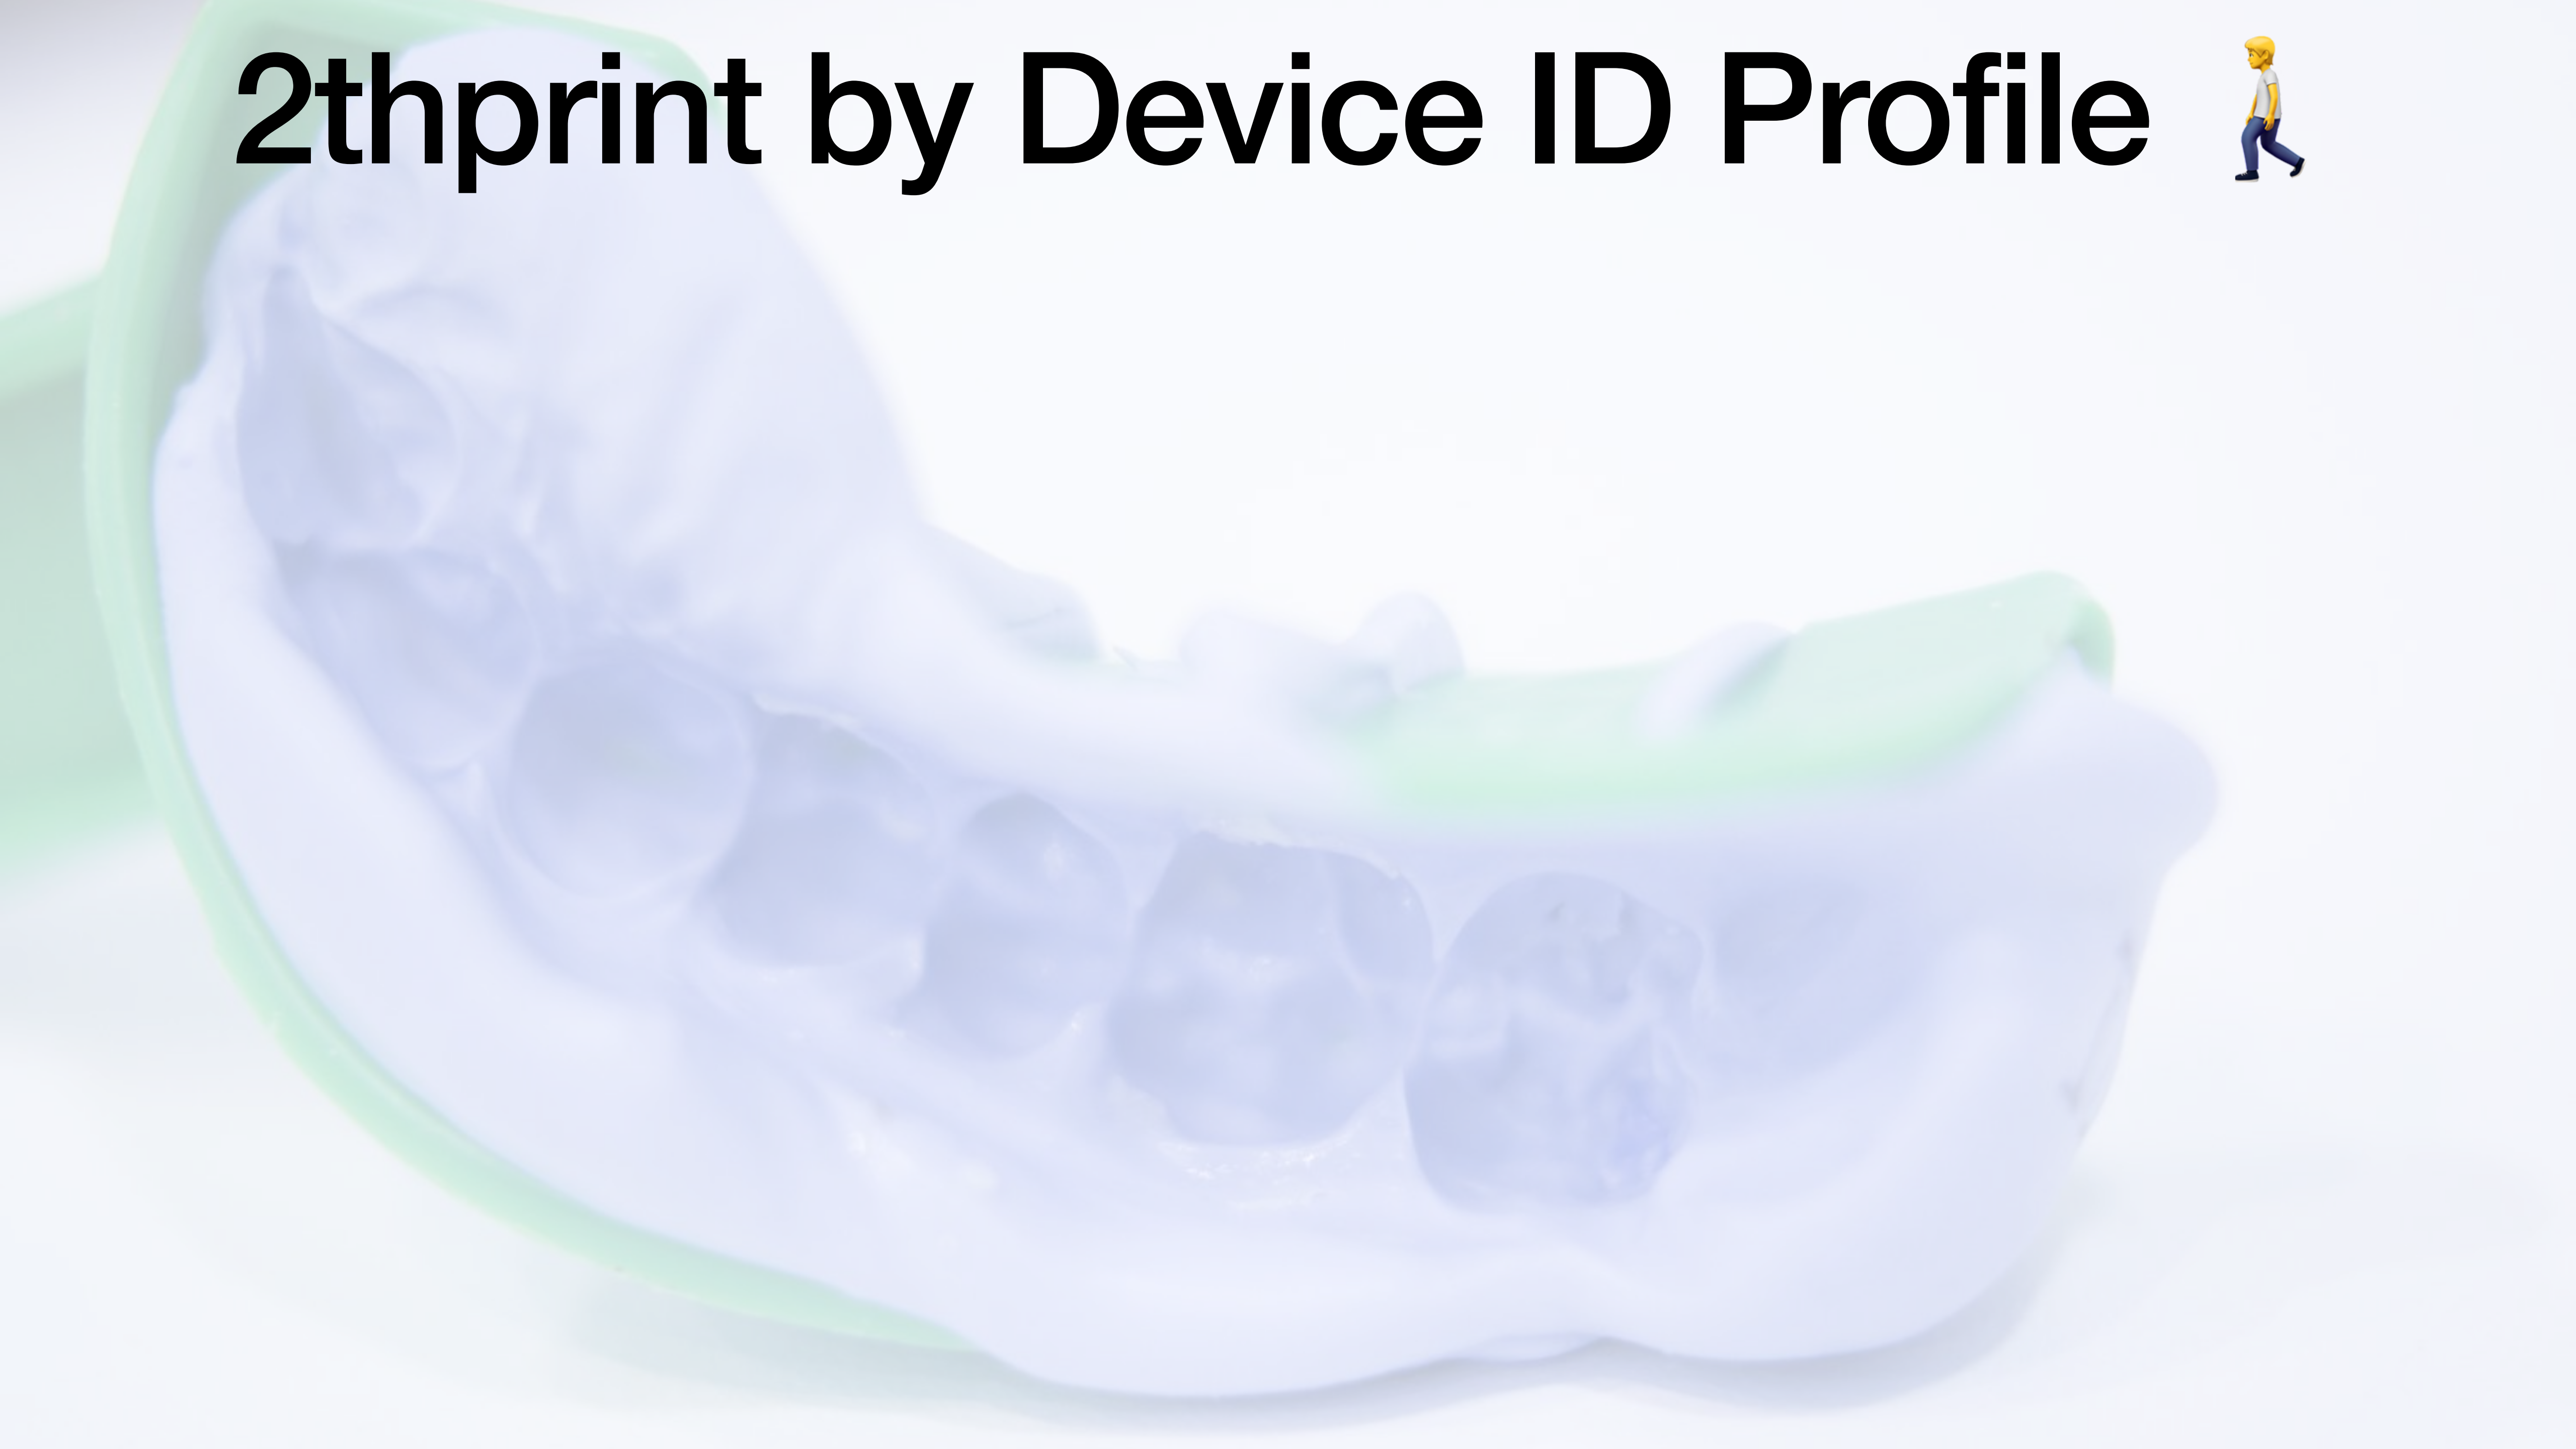 2thprint by Device ID Profile 🚶